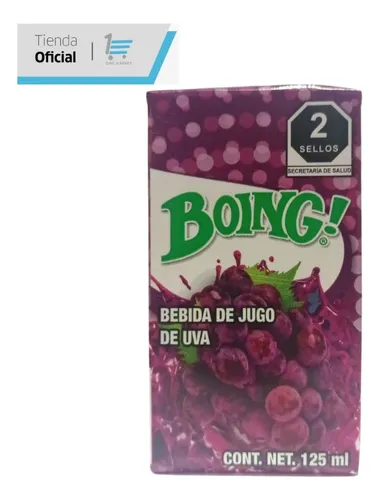 Tienda
Oficial
2
SELLOS
SECRETARÍA DE SALUD
BOING!
®
BEBIDA DE JUGO
DE UVA
CONT. NET. 125 ml